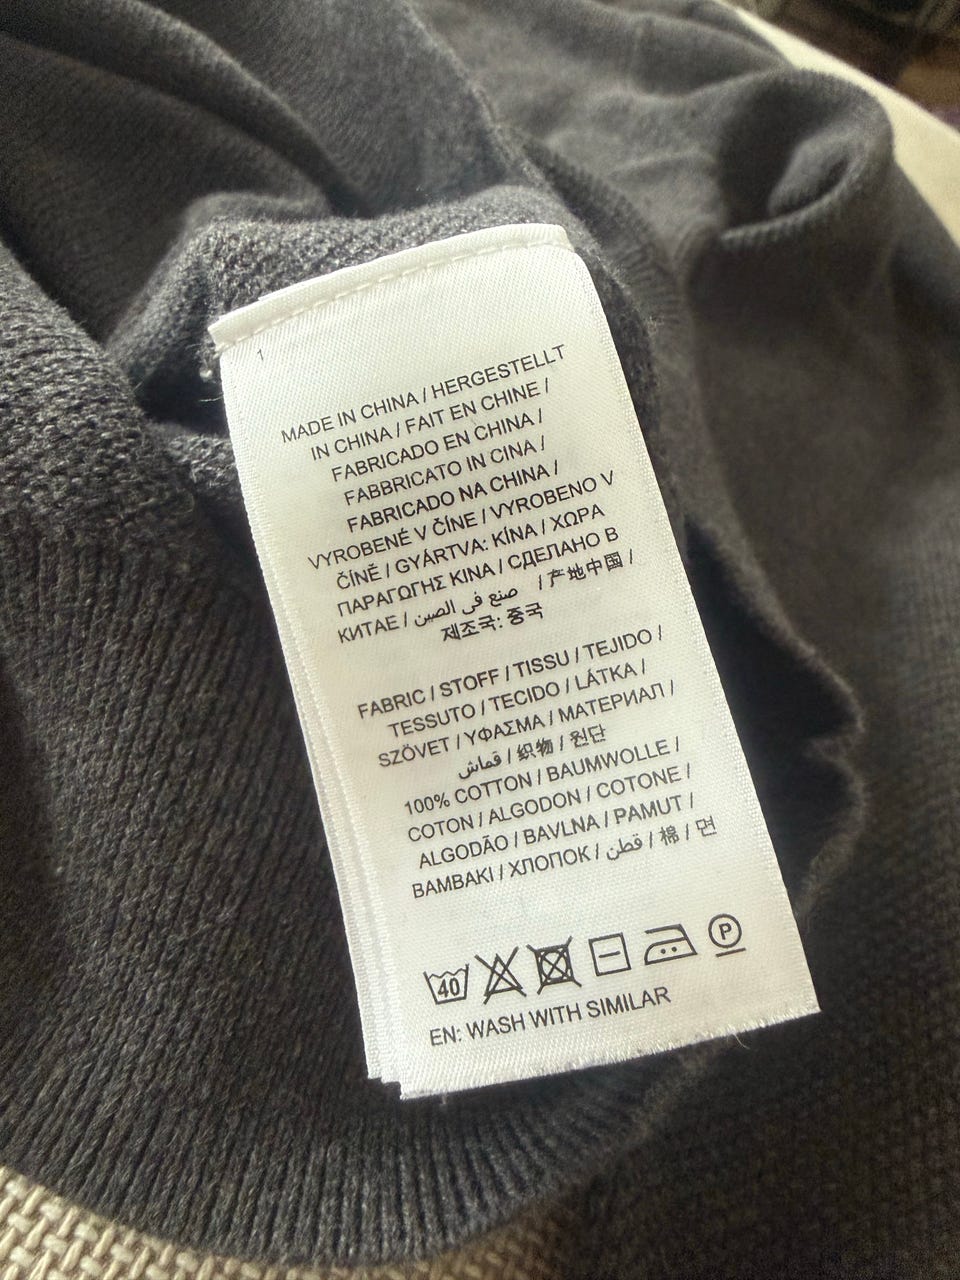 1
MADE IN CHINA / HERGESTELLT
IN CHINA / FAIT EN CHINE /
FABRICADO EN CHINA /
FABBRICATO IN CINA /
FABRICADO NA CHINA /
VYROBENÉ V ČÍNE / VYROBENO V
ČÍNĚ / GYÁRTVA: KÍNA / ΧΩΡΑ
ΠΑΡΑΓΩΓΗΣ ΚΙΝΑ / СДЕЛАНО В
КИТАЕ / صنع في الصين / 产地中国 /
제조국: 중국
FABRIC / STOFF / TISSU / TEJIDO /
TESSUTO / TECIDO / LÁTKA /
SZÖVET / ΥΦΑΣΜΑ / МАТЕРИАЛ /
قماش / 织物 / 원단
100% COTTON / BAUMWOLLE /
COTON / ALGODON / COTONE /
ALGODÃO / BAVLNA / PAMUT /
BAMBAKI / ХЛОПОК / قطن / 棉 / 면
40 P
EN: WASH WITH SIMILAR